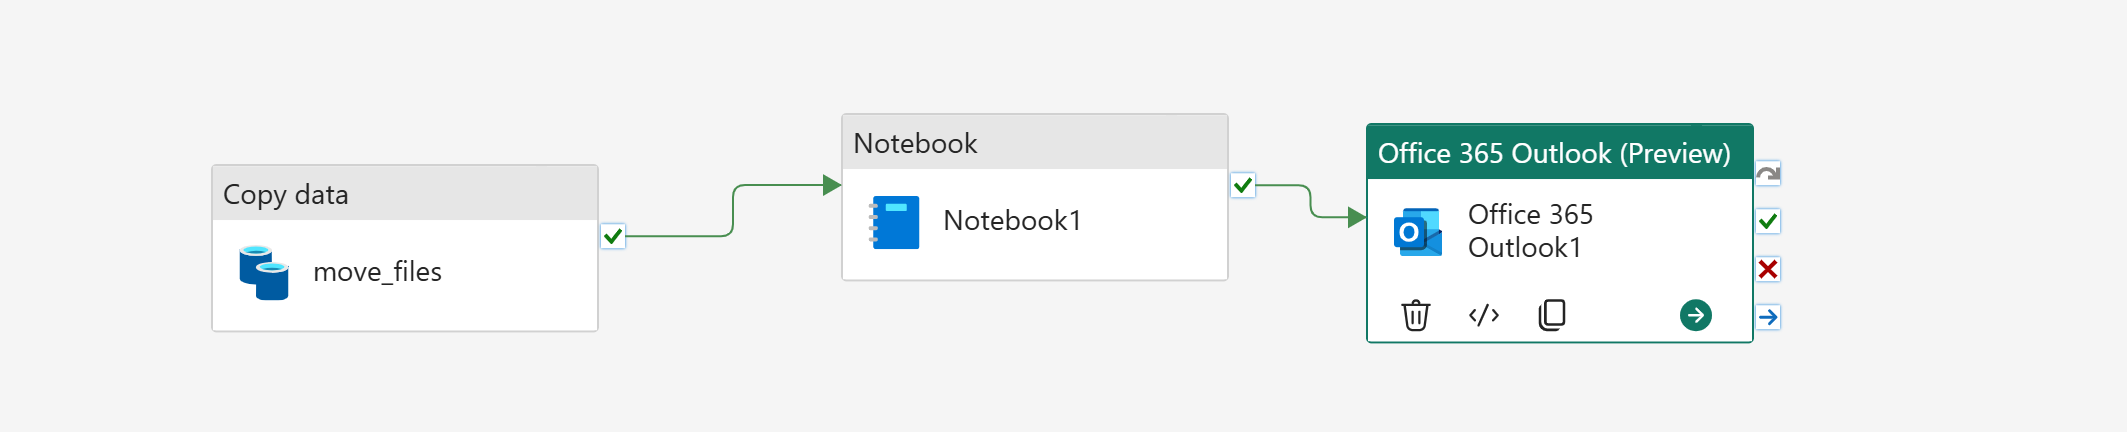 Copy data
move_files
Notebook
Notebook1
Office 365 Outlook (Preview)
Office 365
Outlook1